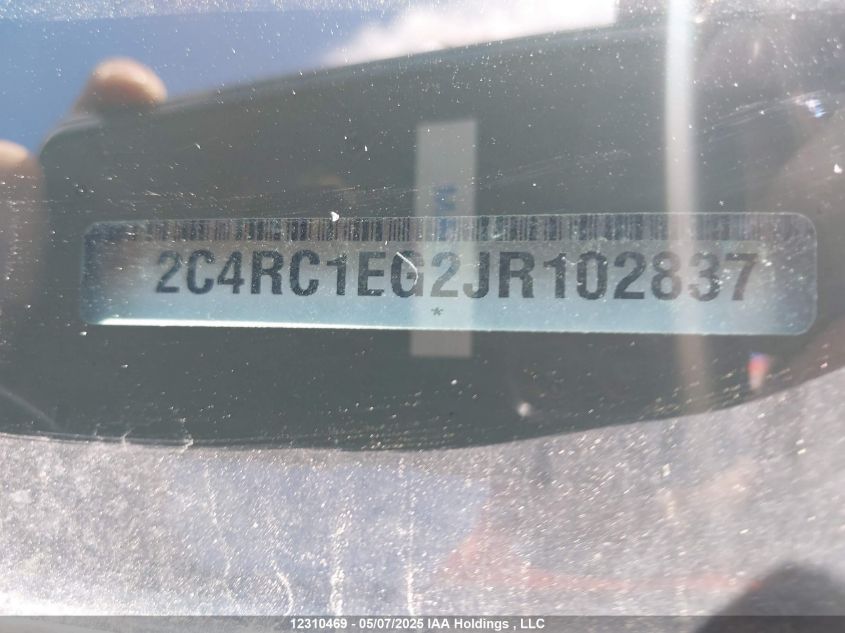 2C4RC1EG2JR102837
*
12310469 - 05/07/2025 IAA Holdings , LLC